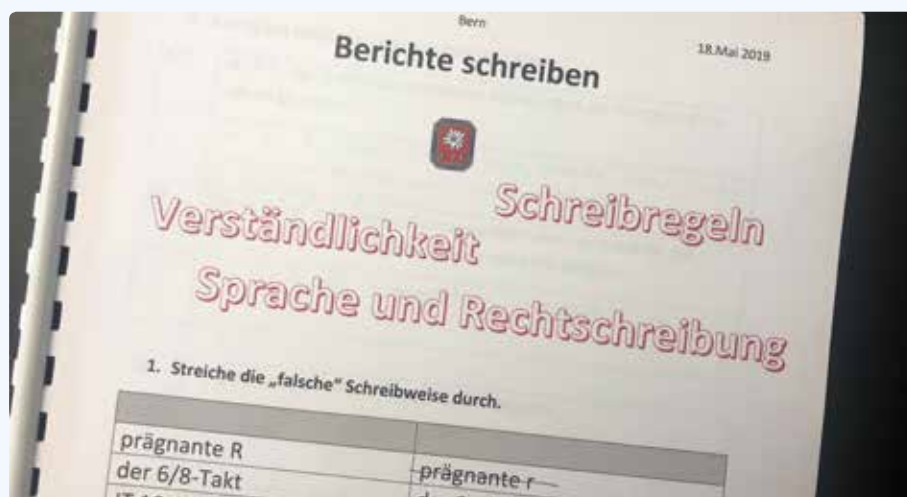 Bern
18.Mai 2019
Berichte schreiben
Schreibregeln
Verständlichkeit
Sprache und Rechtschreibung
1. Streiche die „falsche“ Schreibweise durch.
prägnante R
prägnante r
der 6/8-Takt